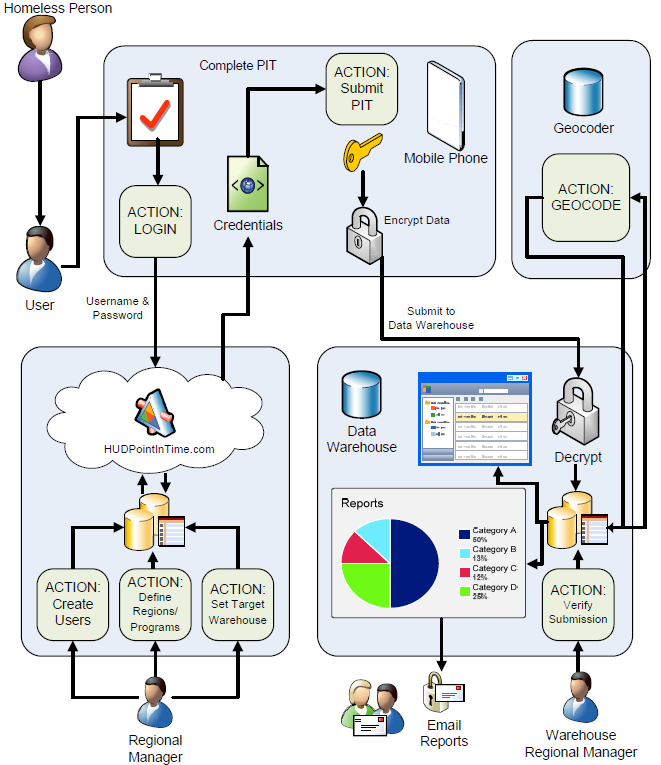 Homeless Person
Complete PIT
ACTION:
Submit
PIT
Mobile Phone
Geocoder
ACTION:
GEOCODE
ACTION:
LOGIN
Credentials
Encrypt Data
User
Username &
Password
Submit to
Data Warehouse
HUDPointInTime.com
Data
Warehouse
Decrypt
Reports
Category A
50%
Category B
13%
Category C
12%
Category D
25%
ACTION:
Create
Users
ACTION:
Define
Regions/
Programs
ACTION:
Set Target
Warehouse
ACTION:
Verify
Submission
Regional
Manager
Email
Reports
Warehouse
Regional Manager